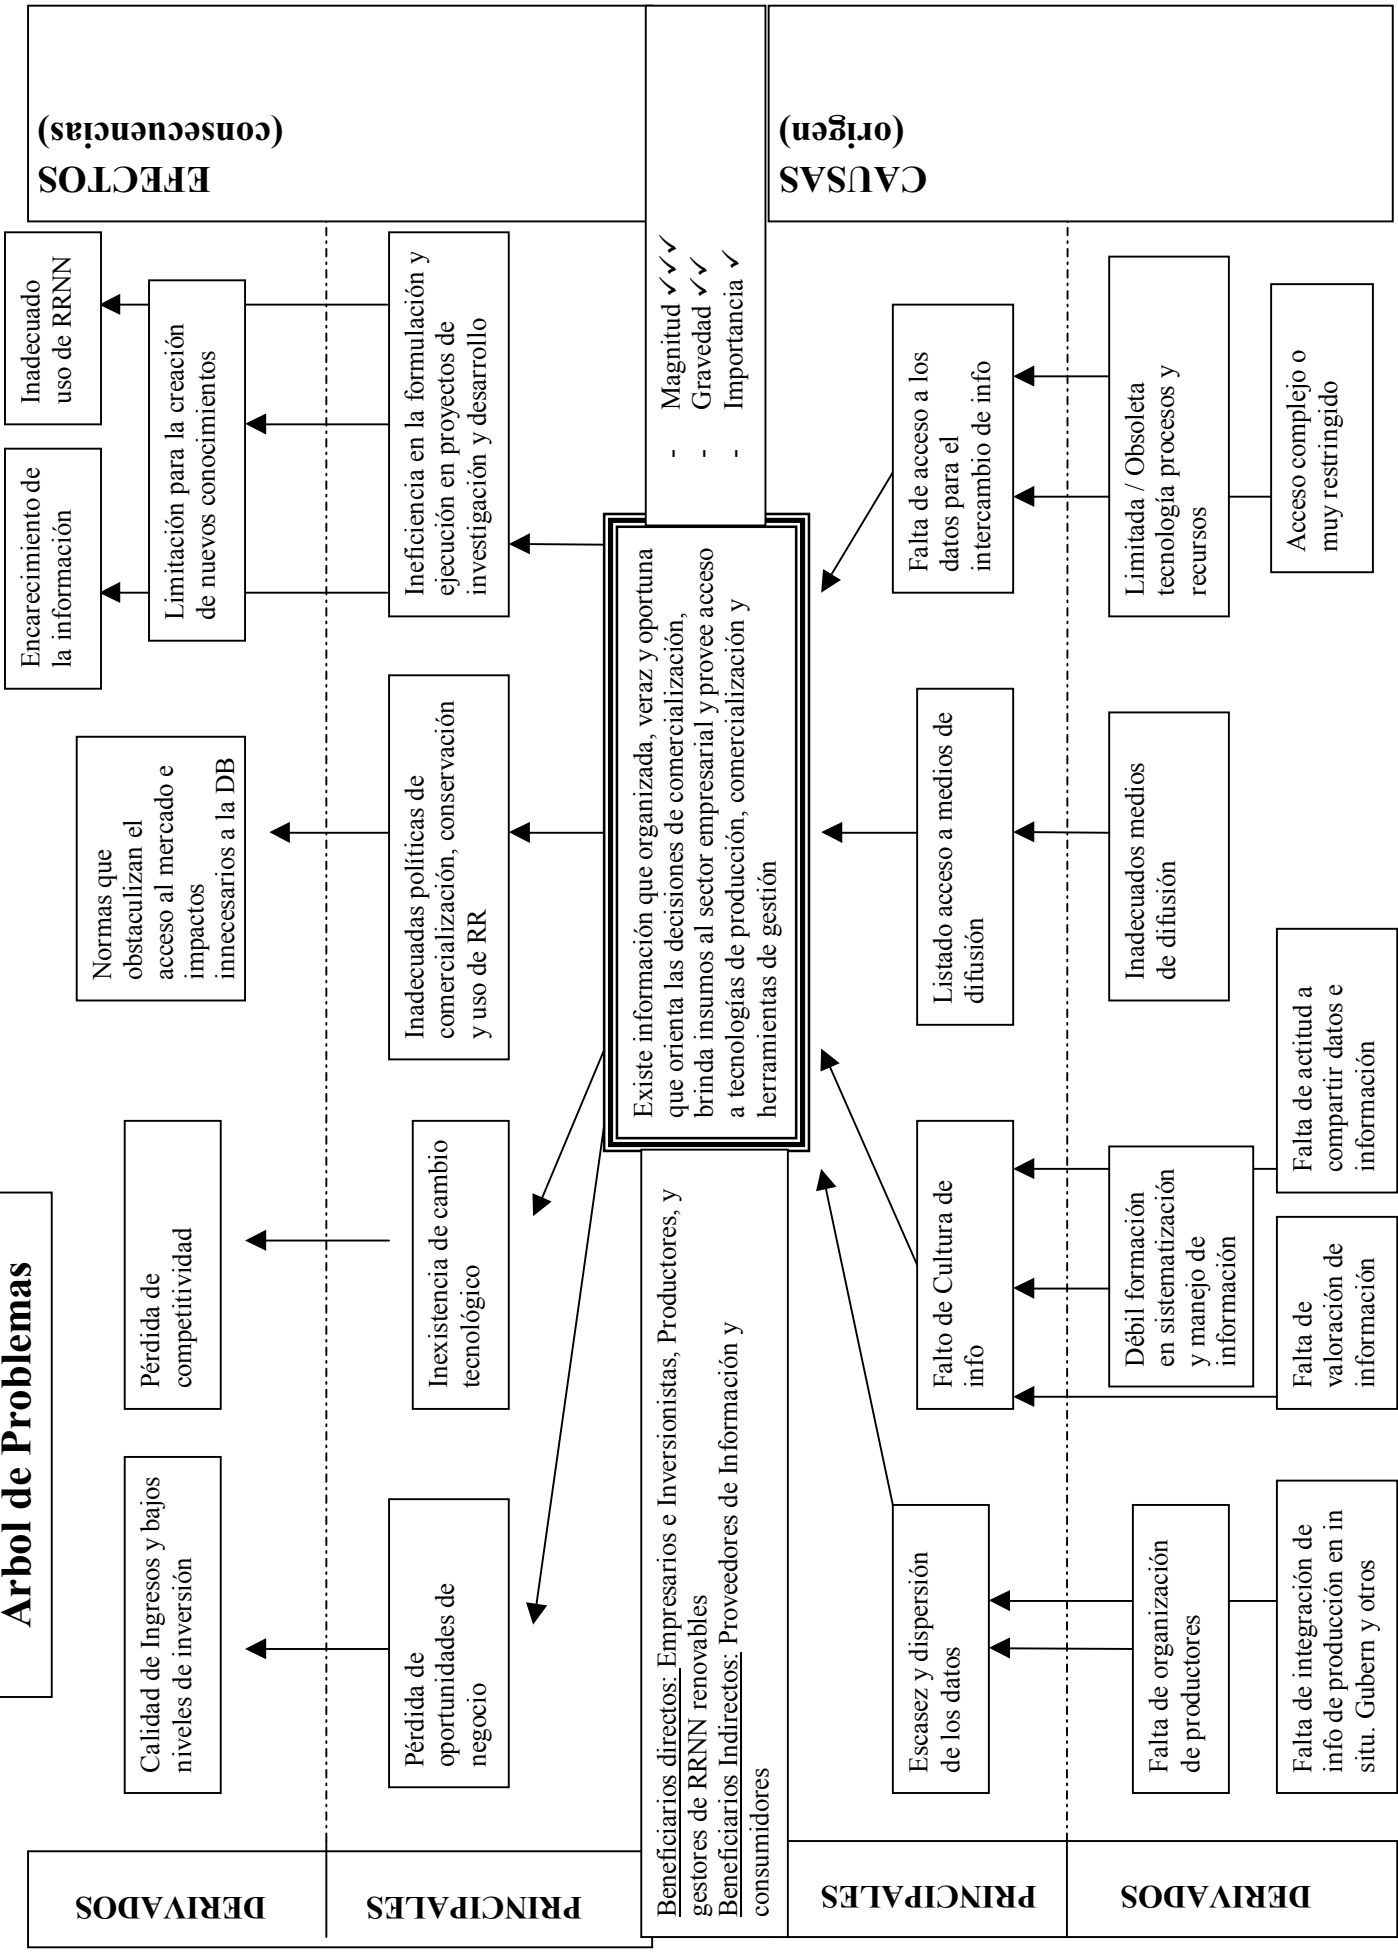 Arbol de Problemas
DERIVADOS
Calidad de Ingresos y bajos
niveles de inversión
Pérdida de
competitividad
Normas que
obstaculizan el
acceso al mercado e
impactos
innecesarios a la DB
Encarecimiento de
la información
Inadecuado
uso de RRNN
Limitación para la creación
de nuevos conocimientos
EFECTOS
(consecuencias)
PRINCIPALES
Pérdida de
oportunidades de
negocio
Inexistencia de cambio
tecnológico
Inadecuadas políticas de
comercialización, conservación
y uso de RR
Ineficiencia en la formulación y
ejecución en proyectos de
investigación y desarrollo
Beneficiarios directos: Empresarios e Inversionistas, Productores, y
gestores de RRNN renovables
Beneficiarios Indirectos: Proveedores de Información y
consumidores
Existe información que organizada, veraz y oportuna
que orienta las decisiones de comercialización,
brinda insumos al sector empresarial y provee acceso
a tecnologías de producción, comercialización y
herramientas de gestión
- Magnitud ✓✓✓
- Gravedad ✓✓
- Importancia ✓
PRINCIPALES
Escasez y dispersión
de los datos
Falto de Cultura de
info
Listado acceso a medios de
difusión
Falta de acceso a los
datos para el
intercambio de info
CAUSAS
(origen)
DERIVADOS
Falta de organización
de productores
Débil formación
en sistematización
y manejo de
información
Inadecuados medios
de difusión
Limitada / Obsoleta
tecnología procesos y
recursos
Falta de integración de
info de producción en in
situ. Gubern y otros
Falta de
valoración de
información
Falta de actitud a
compartir datos e
información
Acceso complejo o
muy restringido